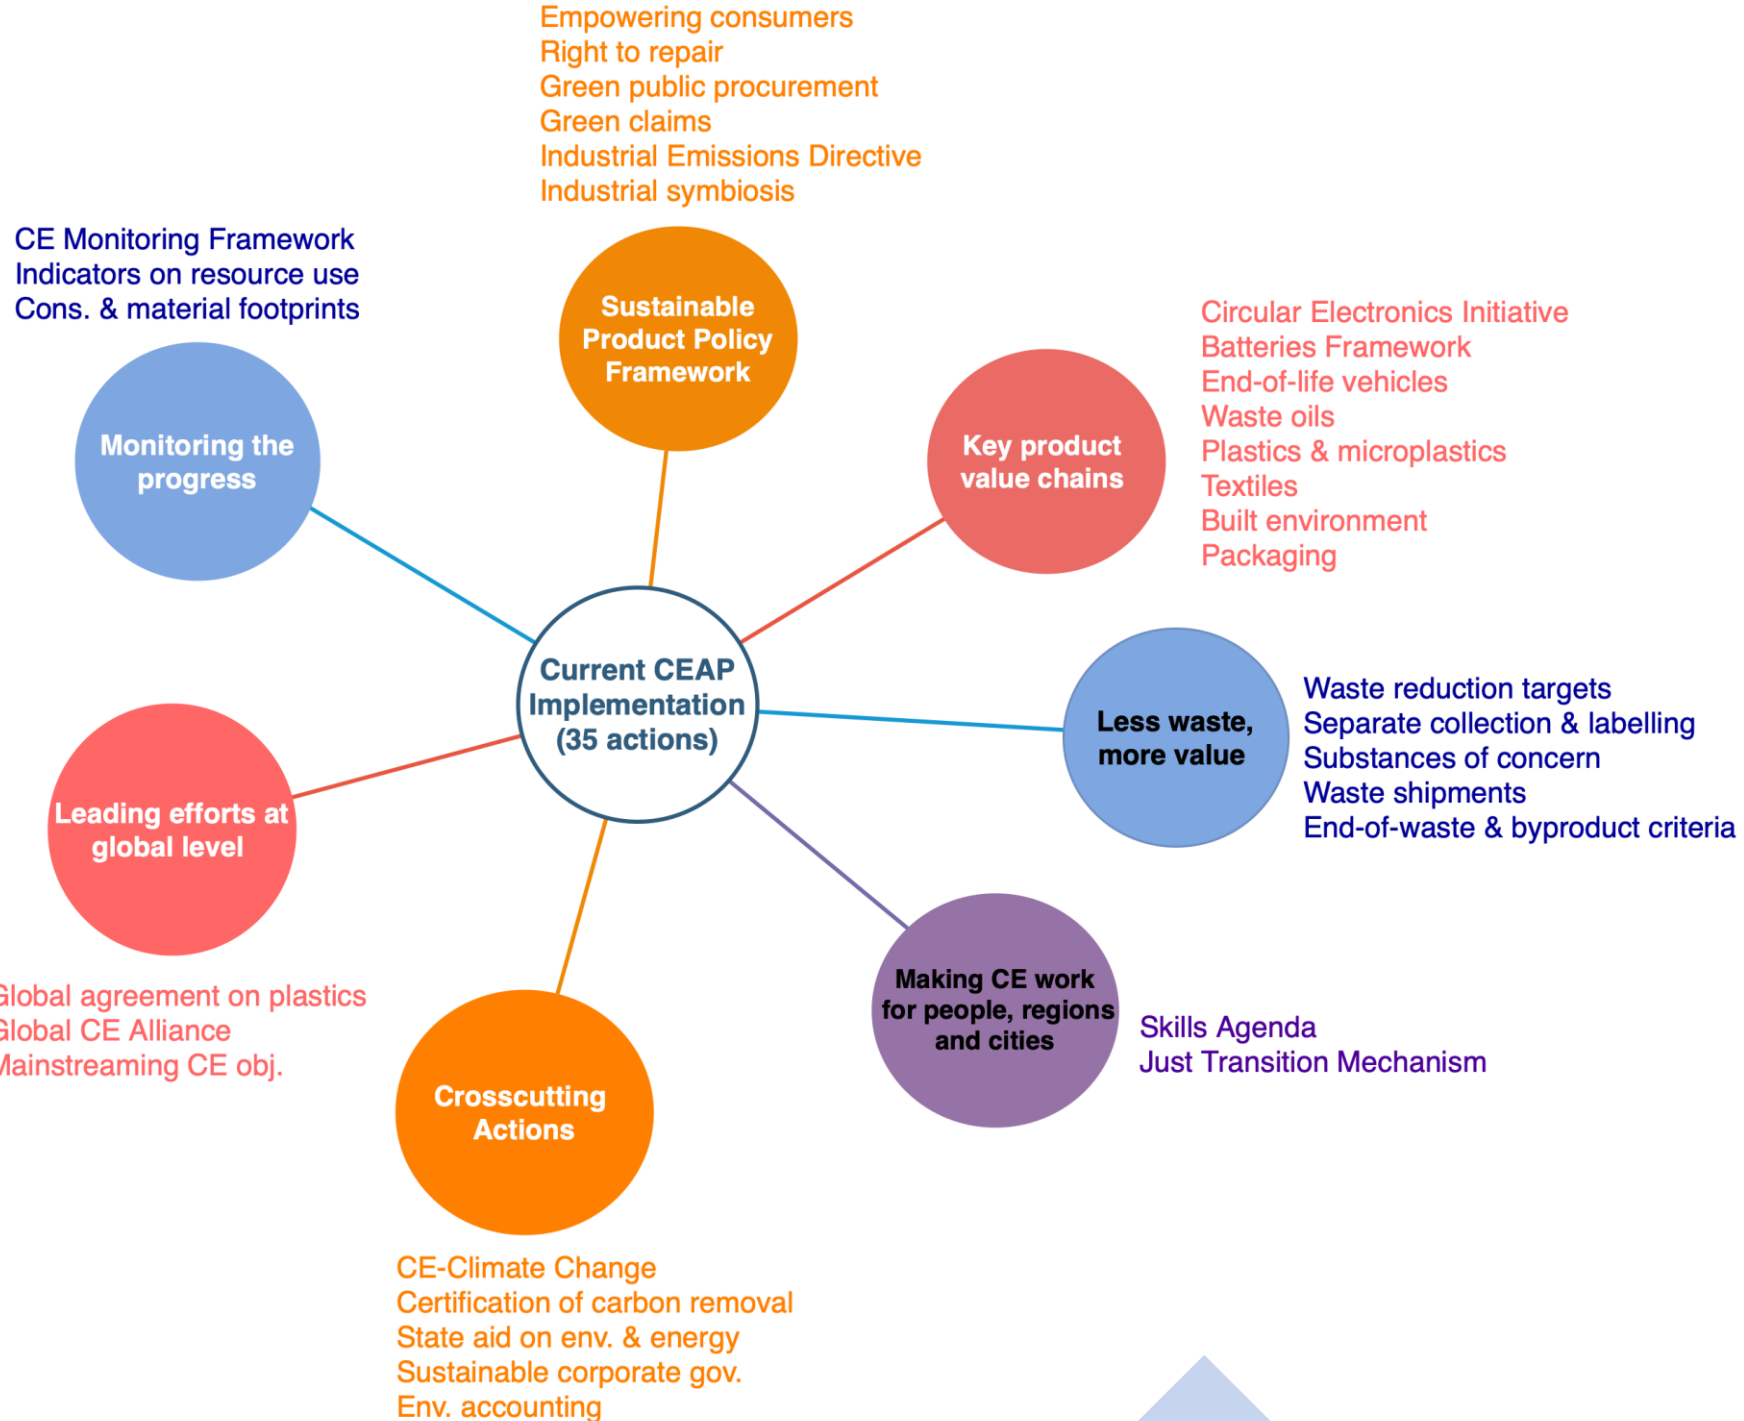 Empowering consumers
Right to repair
Green public procurement
Green claims
Industrial Emissions Directive
Industrial symbiosis
CE Monitoring Framework
Indicators on resource use
Cons. & material footprints
Sustainable
Product Policy
Framework
Circular Electronics Initiative
Batteries Framework
End-of-life vehicles
Waste oils
Plastics & microplastics
Textiles
Built environment
Packaging
Monitoring the
progress
Key product
value chains
Current CEAP
Implementation
(35 actions)
Less waste,
more value
Waste reduction targets
Separate collection & labelling
Substances of concern
Waste shipments
End-of-waste & byproduct criteria
Leading efforts at
global level
Global agreement on plastics
Global CE Alliance
Mainstreaming CE obj.
Making CE work
for people, regions
and cities
Skills Agenda
Just Transition Mechanism
Crosscutting
Actions
CE-Climate Change
Certification of carbon removal
State aid on env. & energy
Sustainable corporate gov.
Env. accounting